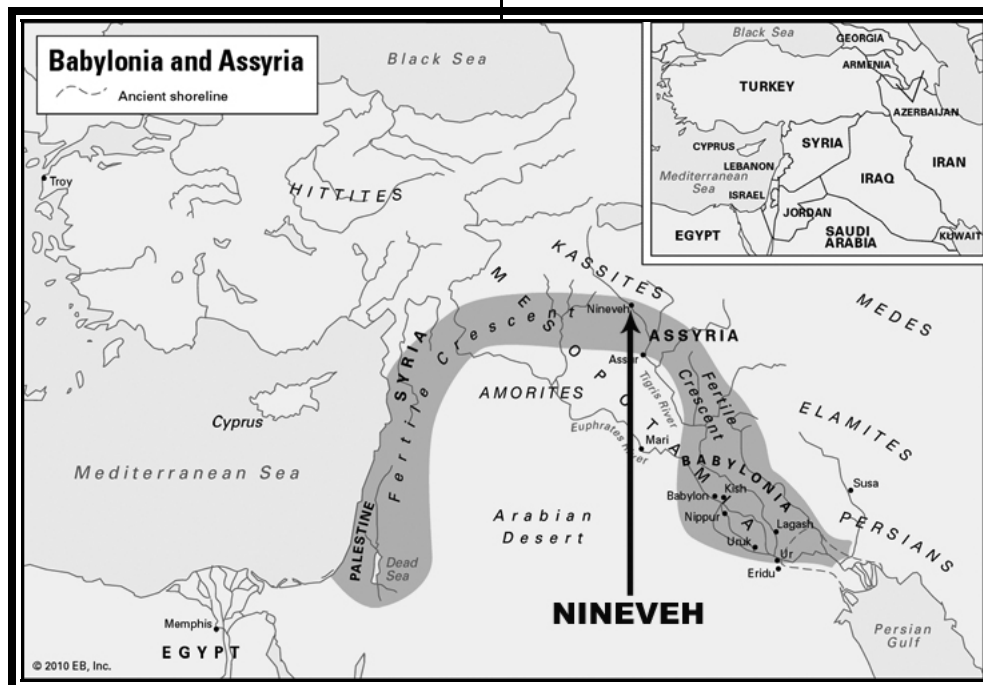 Babylonia and Assyria
Ancient shoreline
Black Sea
Black Sea
GEORGIA
ARMENIA
TURKEY
AZERBAIJAN
CYPRUS
SYRIA
LEBANON
IRAN
Mediterranean
Sea
IRAQ
ISRAEL
JORDAN
EGYPT
SAUDI
ARABIA
KUWAIT
Troy
HITTITES
KASSITES
MESOPOTAMIA
MEDES
Nineveh
ASSYRIA
Fertile Crescent
SYRIA
Assur
Tigris River
Fertile
Crescent
AMORITES
ELAMITES
Cyprus
Euphrates River
Mari
Mediterranean Sea
BABYLONIA
Susa
Babylon
Kish
PERSIANS
Nippur
Arabian
Desert
Lagash
PALESTINE
Uruk
Ur
Dead
Sea
Eridu
NINEVEH
Memphis
EGYPT
Persian
Gulf
© 2010 EB, Inc.